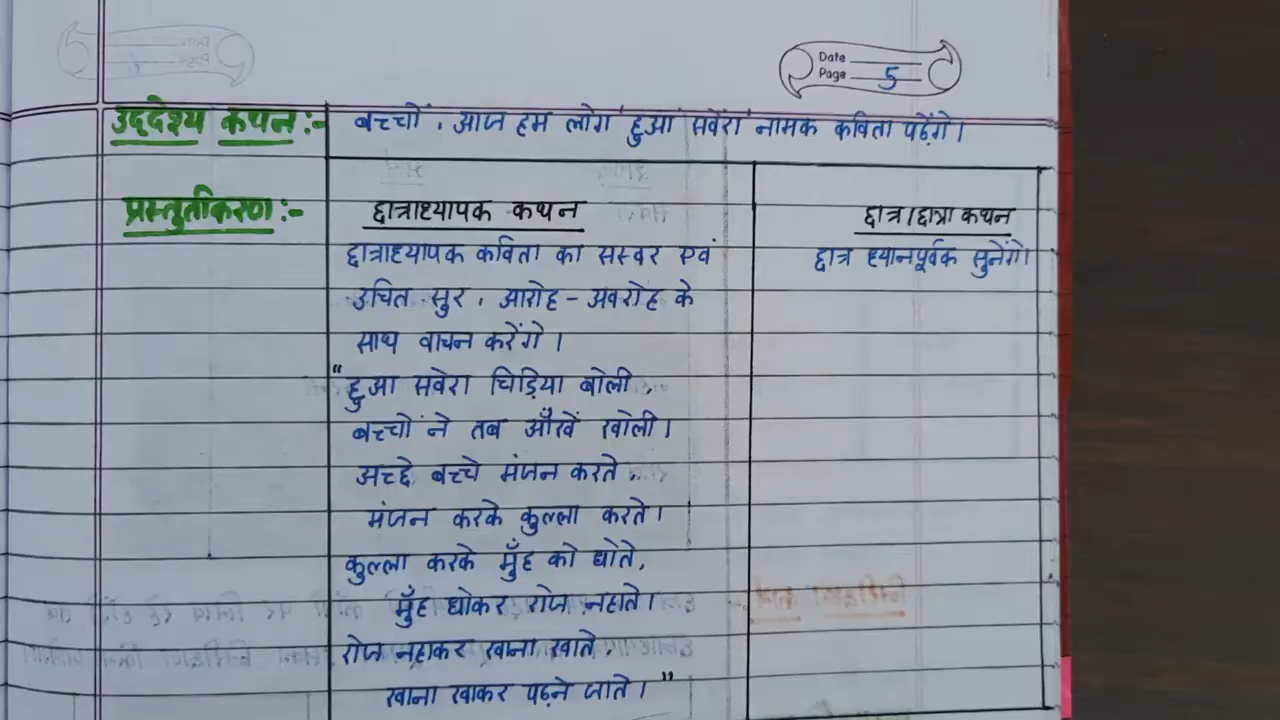 Date
Page 5
उद्देश्य कथन :- बच्चों, आज हम लोग 'हुआ सवेरा' नामक कविता पढ़ेंगे।
प्रस्तुतीकरण :-
छात्राध्यापक कथन
छात्राध्यापक कविता का सस्वर एवं
उचित सुर, आरोह-अवरोह के
साथ वाचन करेंगे।
"हुआ सवेरा चिड़िया बोली,
बच्चों ने तब आँखें खोली।
अच्छे बच्चे मंजन करते,
मंजन करके कुल्ला करते।
कुल्ला करके मुँह को धोते,
मुँह धोकर रोज नहाते।
रोज नहाकर खाना खाते,
खाना खाकर पढ़ने जाते।"
छात्र/छात्रा कथन
छात्र ध्यानपूर्वक सुनेंगे।